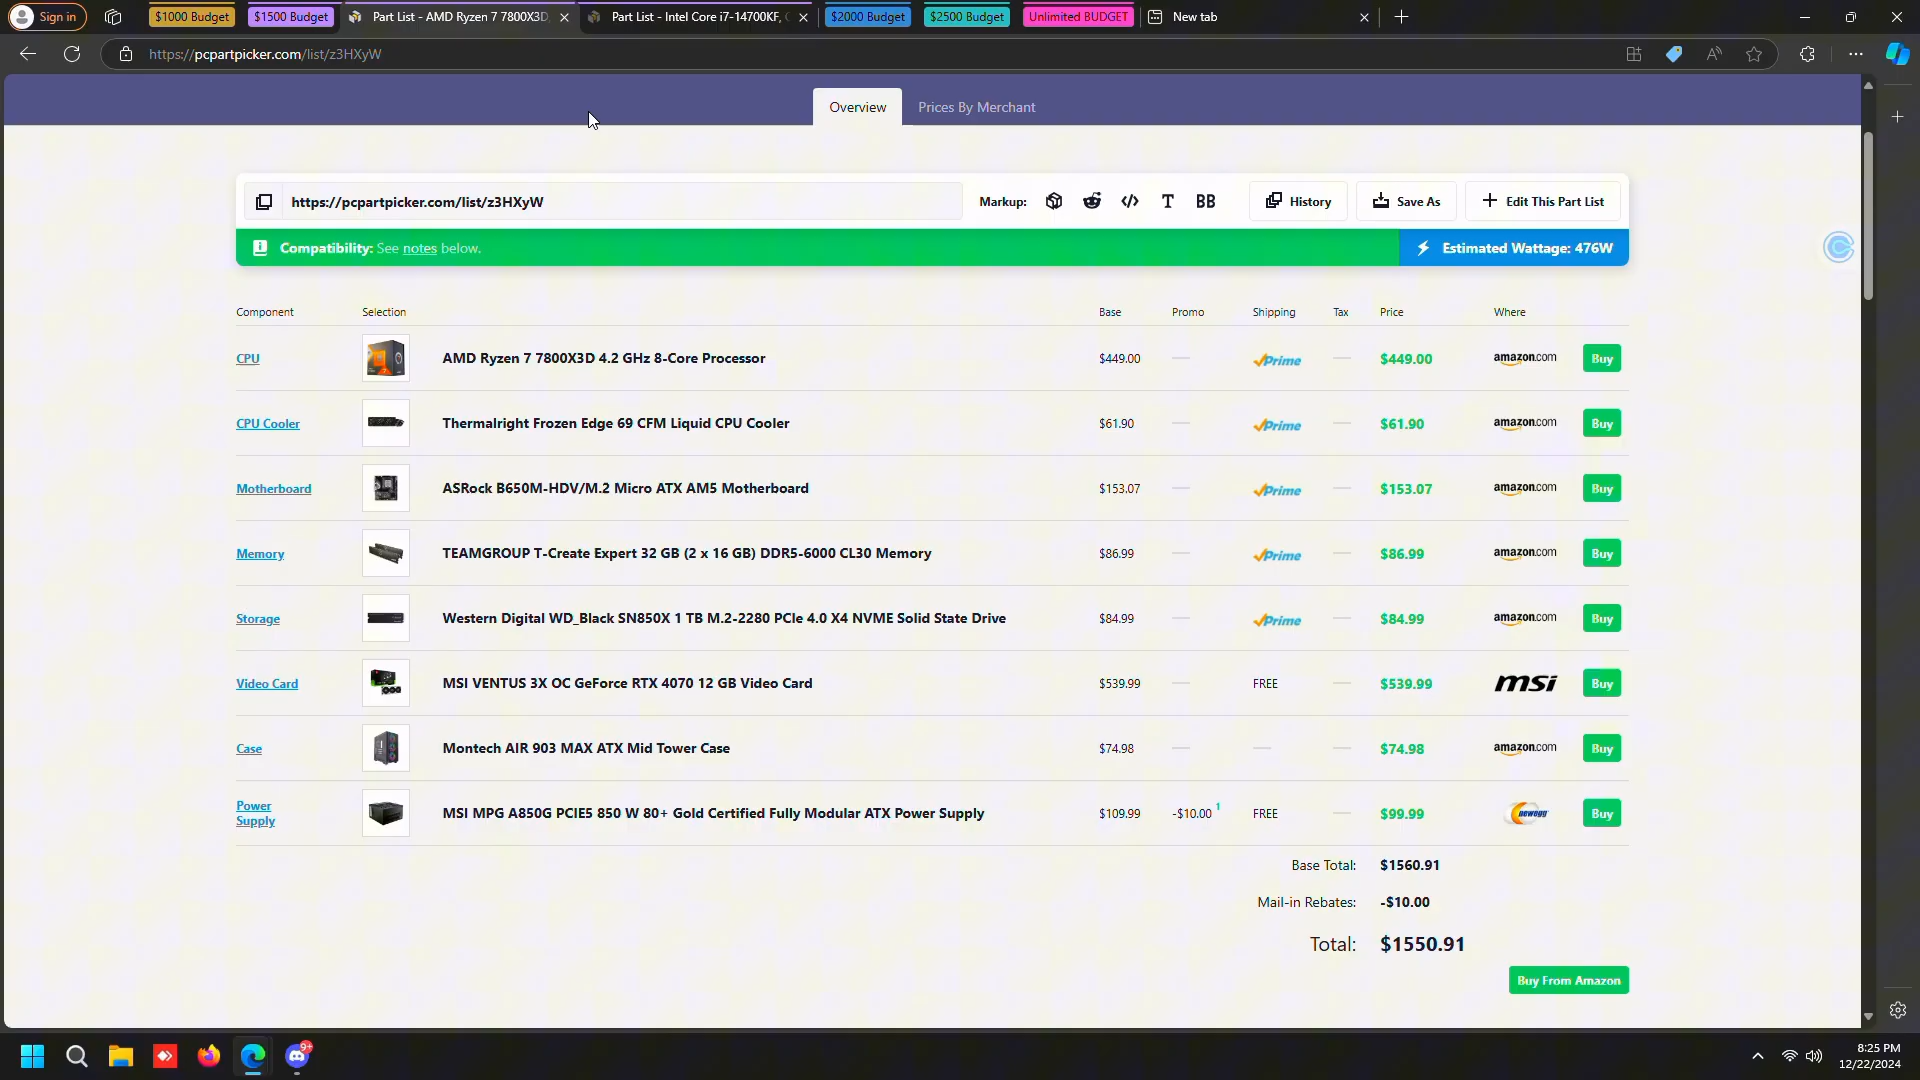 Sign in
$1000 Budget
$1500 Budget
Part List - AMD Ryzen 7 7800X3D,
Part List - Intel Core i7-14700KF,
$2000 Budget
$2500 Budget
Unlimited BUDGET
New tab
https://pcpartpicker.com/list/z3HXyW
Overview
Prices By Merchant
https://pcpartpicker.com/list/z3HXyW
Markup:
T
BB
History
Save As
Edit This Part List
Compatibility: See notes below.
Estimated Wattage: 476W
Component Selection Base Promo Shipping Tax Price Where
CPU AMD Ryzen 7 7800X3D 4.2 GHz 8-Core Processor $449.00 — Prime — $449.00 amazon.com Buy
CPU Cooler Thermalright Frozen Edge 69 CFM Liquid CPU Cooler $61.90 — Prime — $61.90 amazon.com Buy
Motherboard ASRock B650M-HDV/M.2 Micro ATX AM5 Motherboard $153.07 — Prime — $153.07 amazon.com Buy
Memory TEAMGROUP T-Create Expert 32 GB (2 x 16 GB) DDR5-6000 CL30 Memory $86.99 — Prime — $86.99 amazon.com Buy
Storage Western Digital WD_Black SN850X 1 TB M.2-2280 PCIe 4.0 X4 NVME Solid State Drive $84.99 — Prime — $84.99 amazon.com Buy
Video Card MSI VENTUS 3X OC GeForce RTX 4070 12 GB Video Card $539.99 — FREE — $539.99 msi Buy
Case Montech AIR 903 MAX ATX Mid Tower Case $74.98 — — — $74.98 amazon.com Buy
Power
Supply
MSI MPG A850G PCIE5 850 W 80+ Gold Certified Fully Modular ATX Power Supply $109.99 -$10.00 1 FREE — $99.99 newegg Buy
Base Total: $1560.91
Mail-in Rebates: -$10.00
Total: $1550.91
Buy From Amazon
9+
8:25 PM
12/22/2024